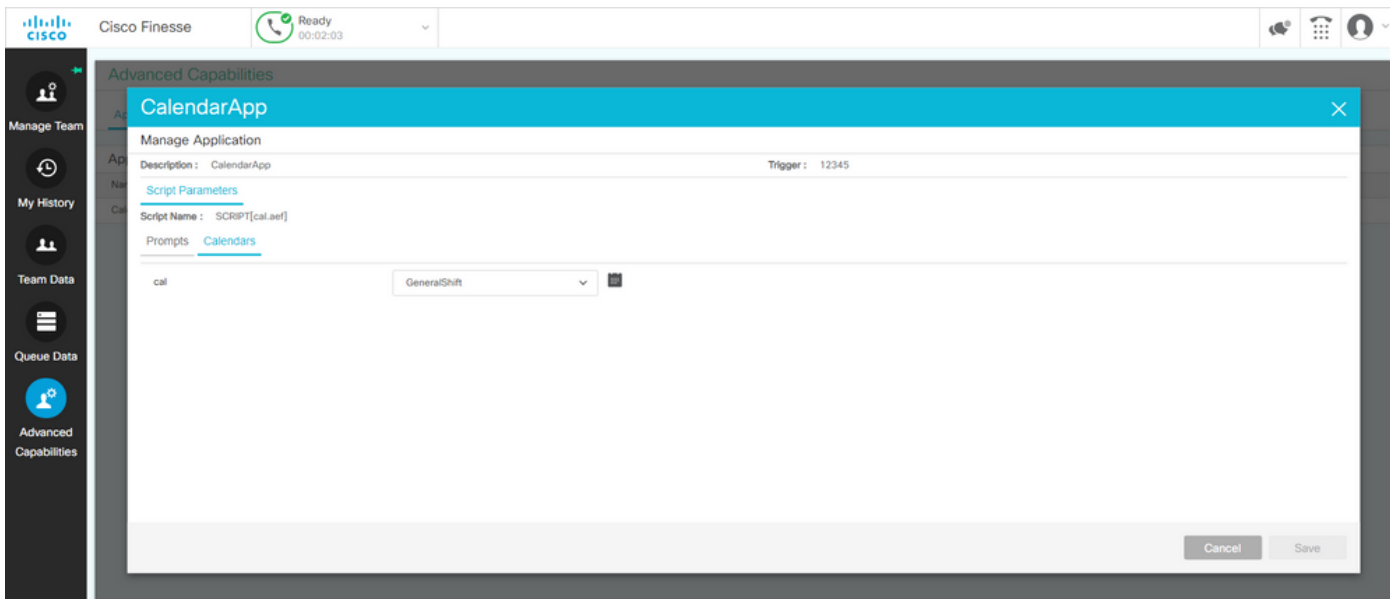 CISCO
Cisco Finesse
Ready
00:02:03
Manage Team
My History
Team Data
Queue Data
Advanced
Capabilities
Advanced Capabilities
CalendarApp
Manage Application
Description : CalendarApp
Trigger : 12345
Script Parameters
Script Name : SCRIPT[cal.aef]
Prompts Calendars
cal
GeneralShift
Cancel Save